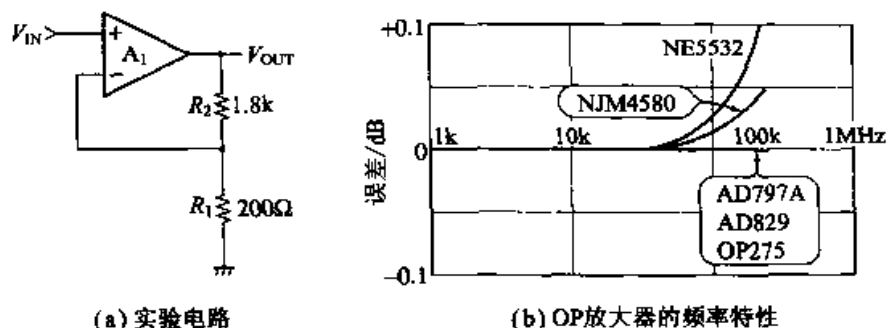 V_IN
+
A₁
−
V_OUT
R₂
1.8k
R₁
200Ω
(a) 实验电路
误差/dB
+0.1
0
−0.1
1k
10k
100k
1MHz
NE5532
NJM4580
AD797A
AD829
OP275
(b) OP放大器的频率特性